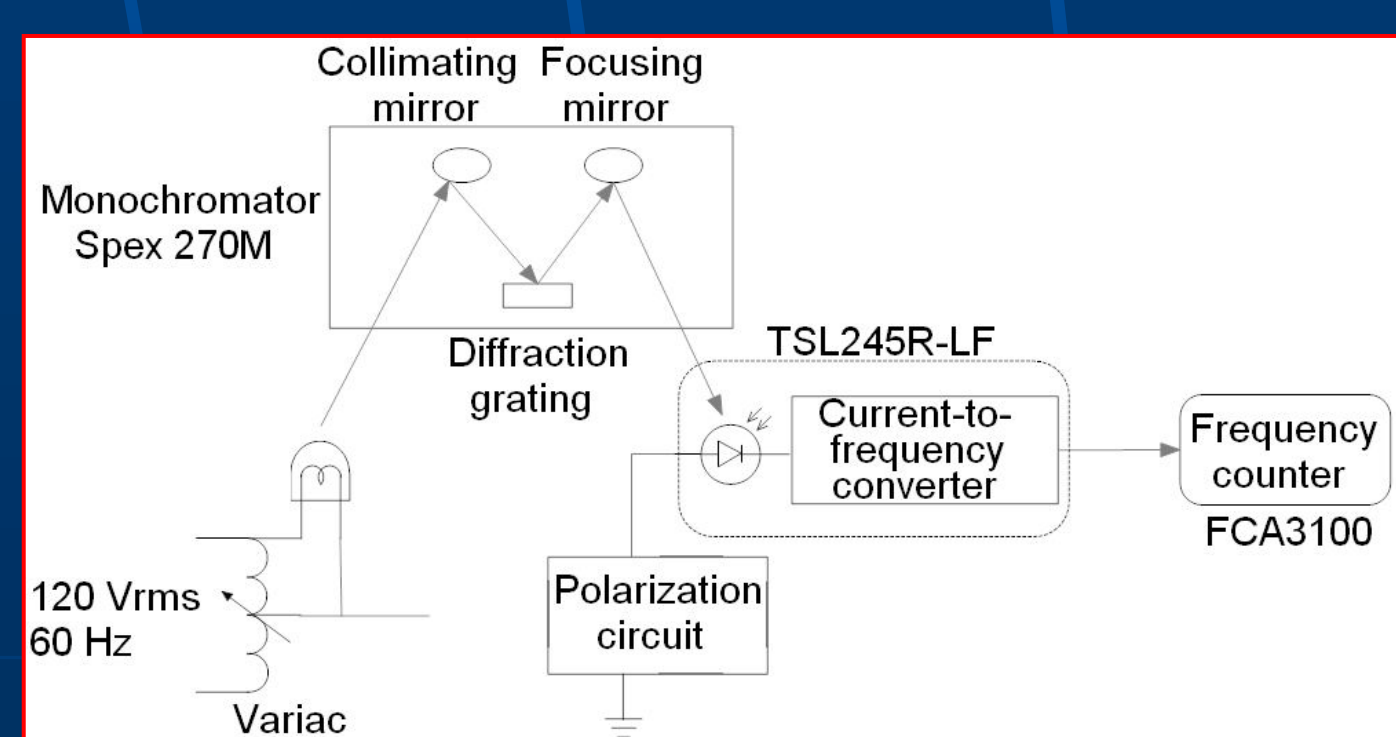 Collimating
mirror
Focusing
mirror
Monochromator
Spex 270M
Diffraction
grating
TSL245R-LF
Current-to-
frequency
converter
Frequency
counter
FCA3100
Polarization
circuit
120 Vrms
60 Hz
Variac